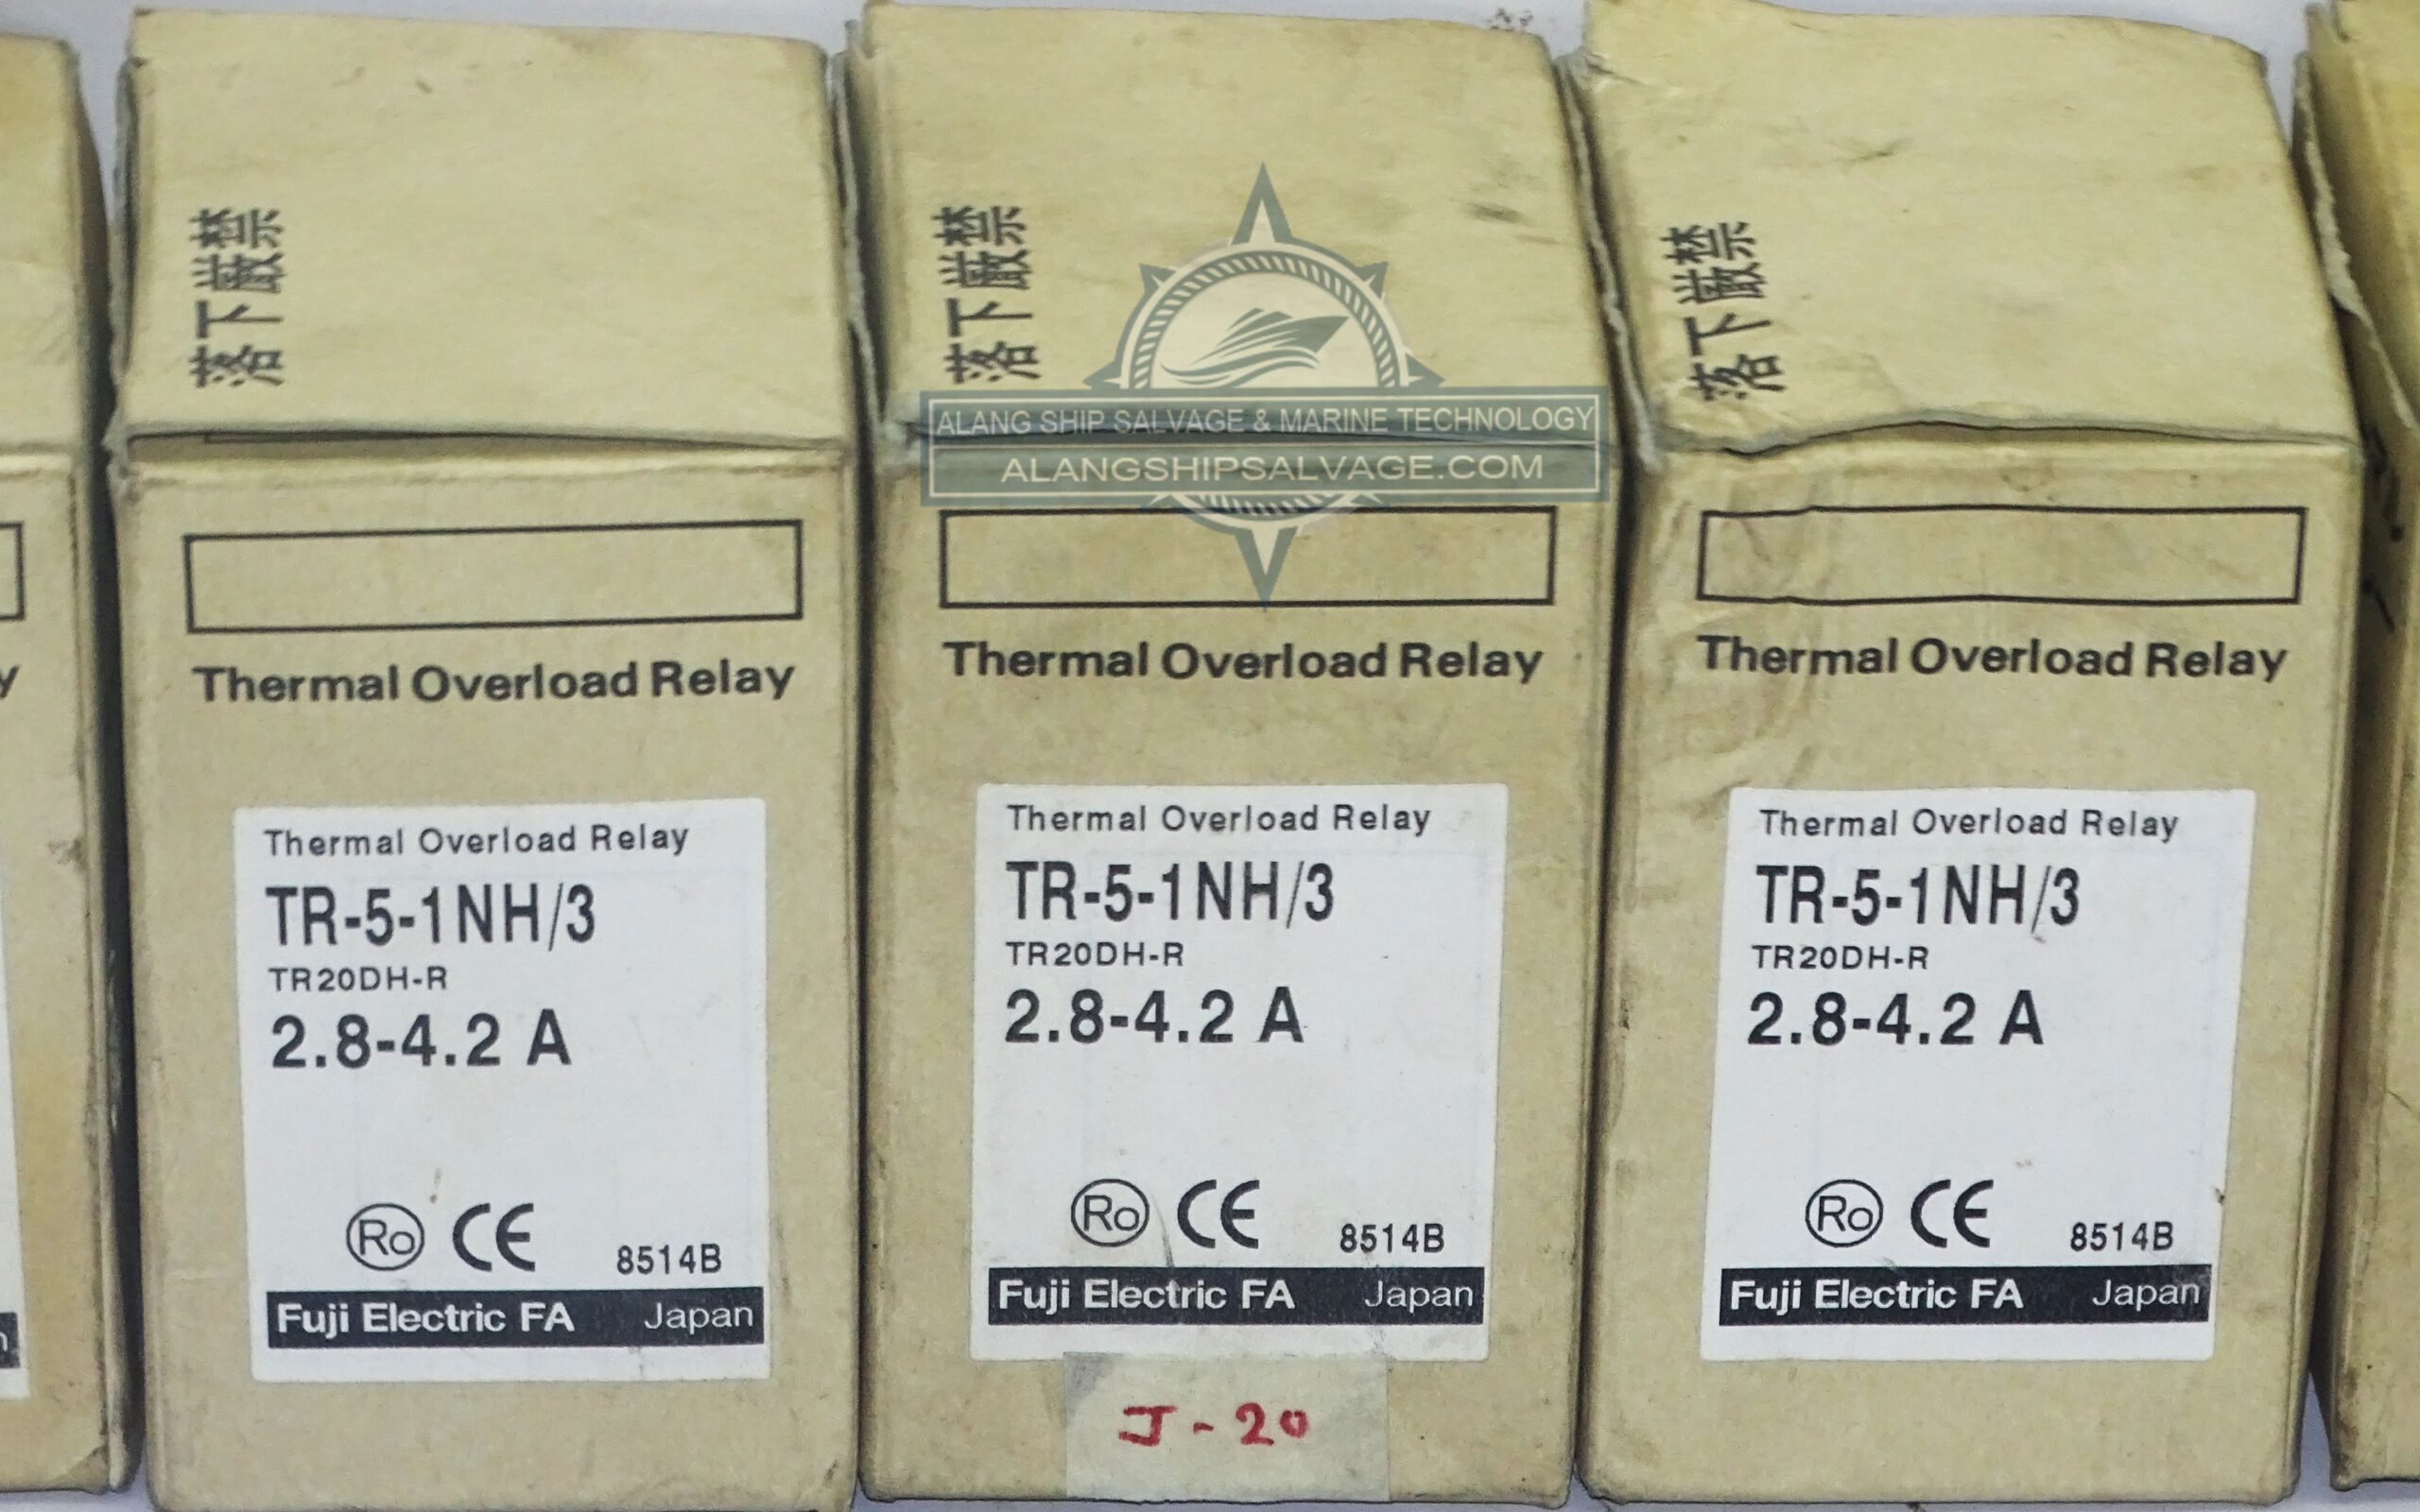 落下厳禁
Thermal Overload Relay
Thermal Overload Relay
TR-5-1NH/3
TR20DH-R
2.8-4.2 A
Ro CE 8514B
Fuji Electric FA Japan
落下厳禁
ALANG SHIP SALVAGE & MARINE TECHNOLOGY
ALANGSHIPSALVAGE.COM
Thermal Overload Relay
Thermal Overload Relay
TR-5-1NH/3
TR20DH-R
2.8-4.2 A
Ro CE 8514B
Fuji Electric FA Japan
J-20
落下厳禁
Thermal Overload Relay
Thermal Overload Relay
TR-5-1NH/3
TR20DH-R
2.8-4.2 A
Ro CE 8514B
Fuji Electric FA Japan